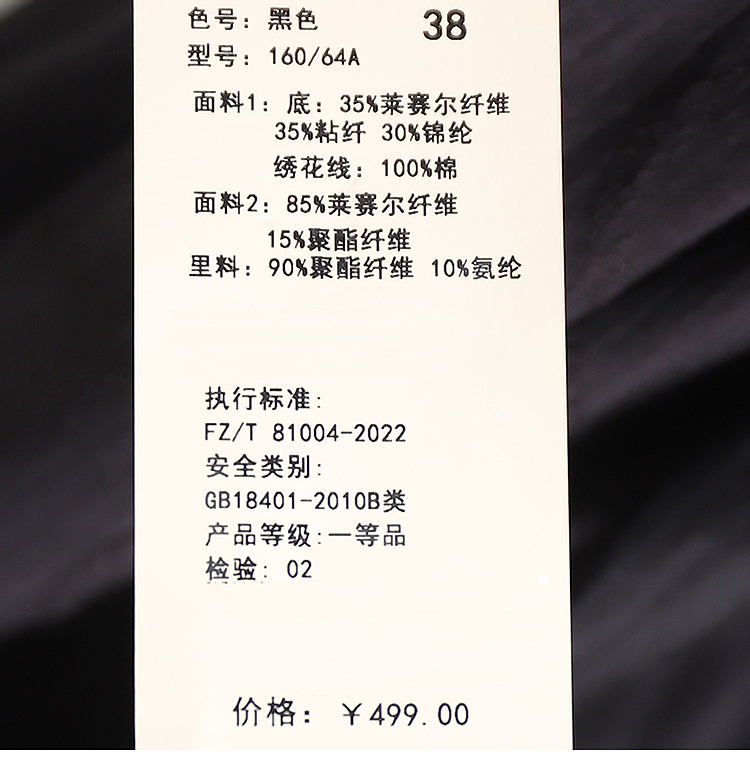 色号：黑色 38
型号：160/64A
面料1：底：35%莱赛尔纤维
35%粘纤 30%锦纶
绣花线：100%棉
面料2：85%莱赛尔纤维
15%聚酯纤维
里料：90%聚酯纤维 10%氨纶
执行标准:
FZ/T 81004-2022
安全类别:
GB18401-2010B类
产品等级:一等品
检验: 02
价格：￥499.00